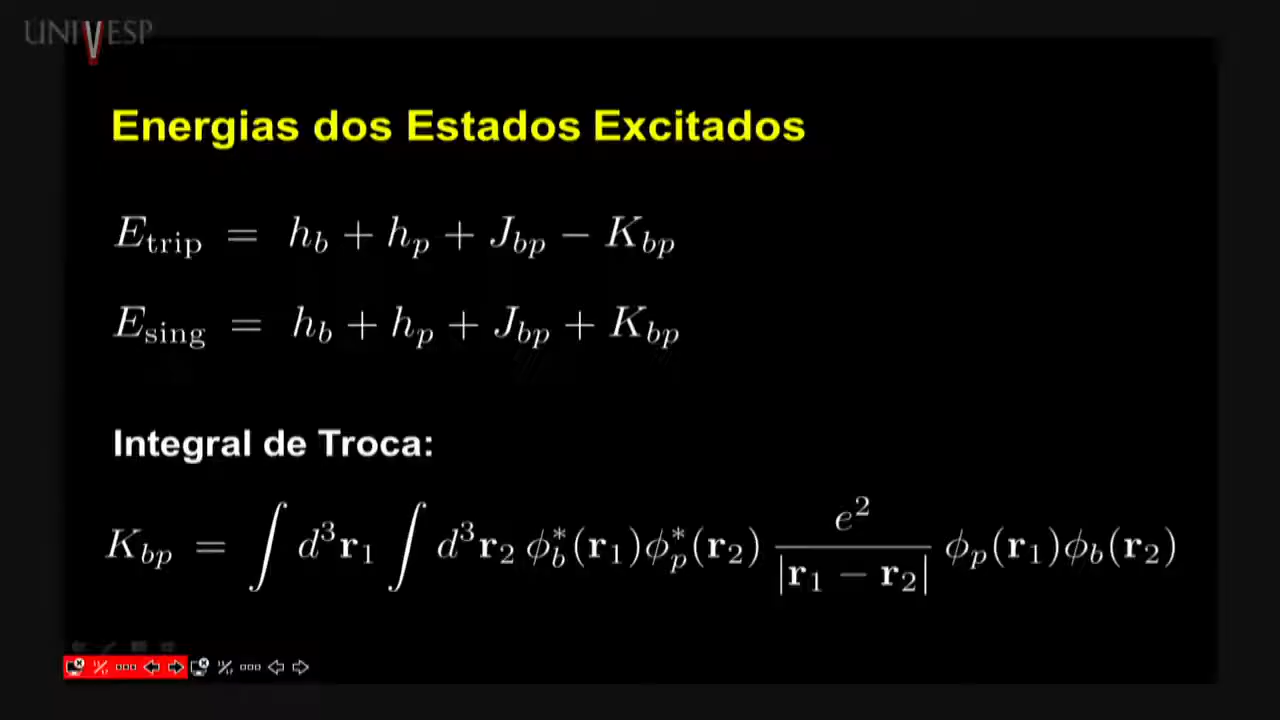 UNIVESP
Energias dos Estados Excitados
E_trip = h_b + h_p + J_bp − K_bp
E_sing = h_b + h_p + J_bp + K_bp
Integral de Troca:
K_bp = ∫ d³r₁ ∫ d³r₂ ϕ_b*(r₁)ϕ_p*(r₂) e²/|r₁ − r₂| ϕ_p(r₁)ϕ_b(r₂)